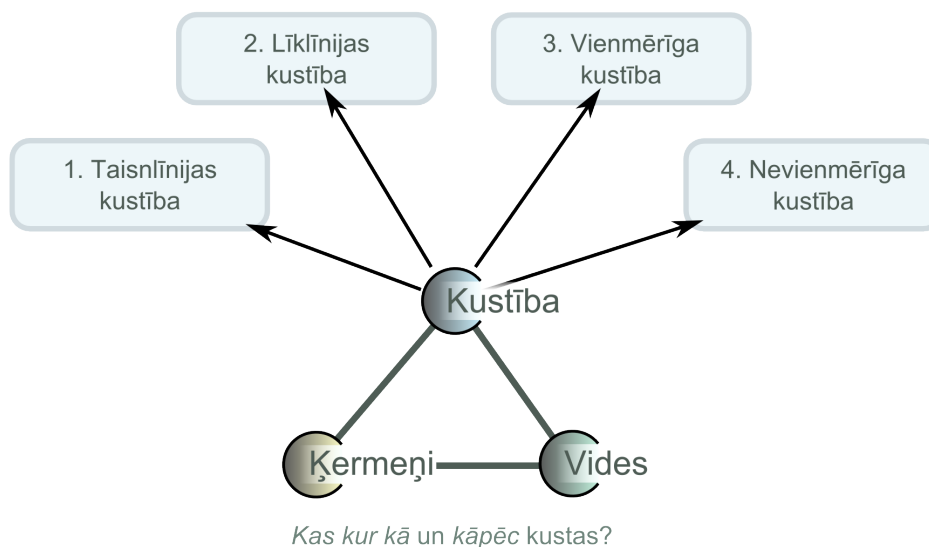 2. Līklīnijas
kustība
3. Vienmērīga
kustība
1. Taisnlīnijas
kustība
4. Nevienmērīga
kustība
Kustība
Ķermeņi
Vides
Kas kur kā un kāpēc kustas?